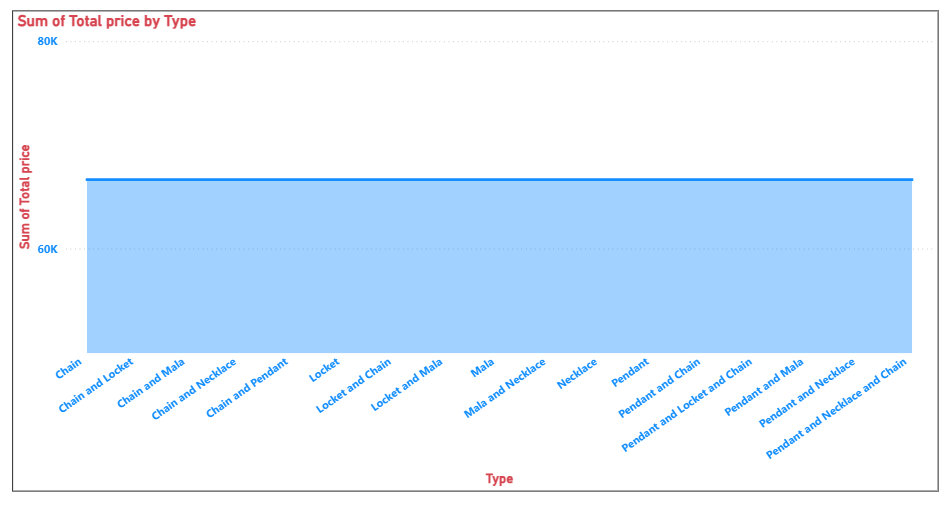 Sum of Total price by Type
80K
60K
Sum of Total price
Chain
Chain and Locket
Chain and Mala
Chain and Necklace
Chain and Pendant
Locket
Locket and Chain
Locket and Mala
Mala
Mala and Necklace
Necklace
Pendant
Pendant and Chain
Pendant and Locket and Chain
Pendant and Mala
Pendant and Necklace
Pendant and Necklace and Chain
Type